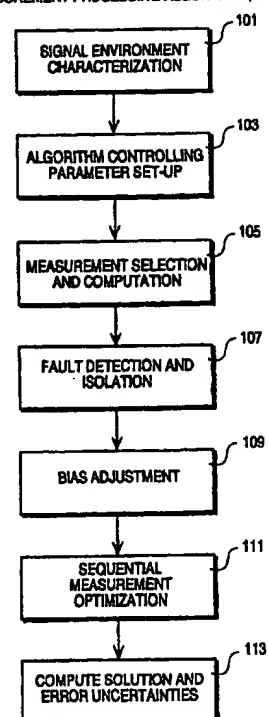 101
SIGNAL ENVIRONMENT
CHARACTERIZATION
103
ALGORITHM CONTROLLING
PARAMETER SET-UP
105
MEASUREMENT SELECTION
AND COMPUTATION
107
FAULT DETECTION AND
ISOLATION
109
BIAS ADJUSTMENT
111
SEQUENTIAL
MEASUREMENT
OPTIMIZATION
113
COMPUTE SOLUTION AND
ERROR UNCERTAINTIES